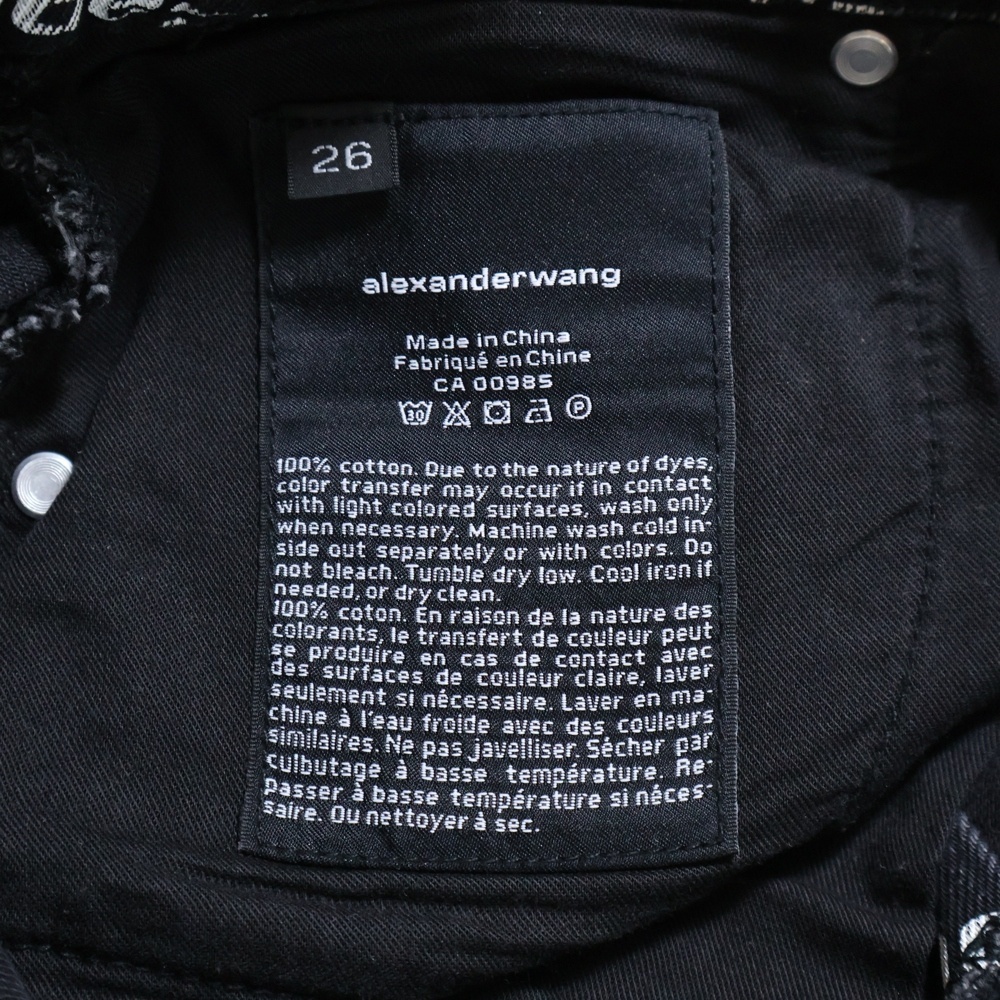 26
alexanderwang
Made in China
Fabriqué en Chine
CA 00985
30 P
100% cotton. Due to the nature of dyes,
color transfer may occur if in contact
with light colored surfaces, wash only
when necessary. Machine wash cold in-
side out separately or with colors. Do
not bleach. Tumble dry low. Cool iron if
needed, or dry clean.
100% coton. En raison de la nature des
colorants, le transfert de couleur peut
se produire en cas de contact avec
des surfaces de couleur claire, laver
seulement si nécessaire. Laver en ma-
chine à l'eau froide avec des couleurs
similaires. Ne pas javelliser. Sécher par
culbutage à basse température. Re-
passer à basse température si néces-
saire. Ou nettoyer à sec.